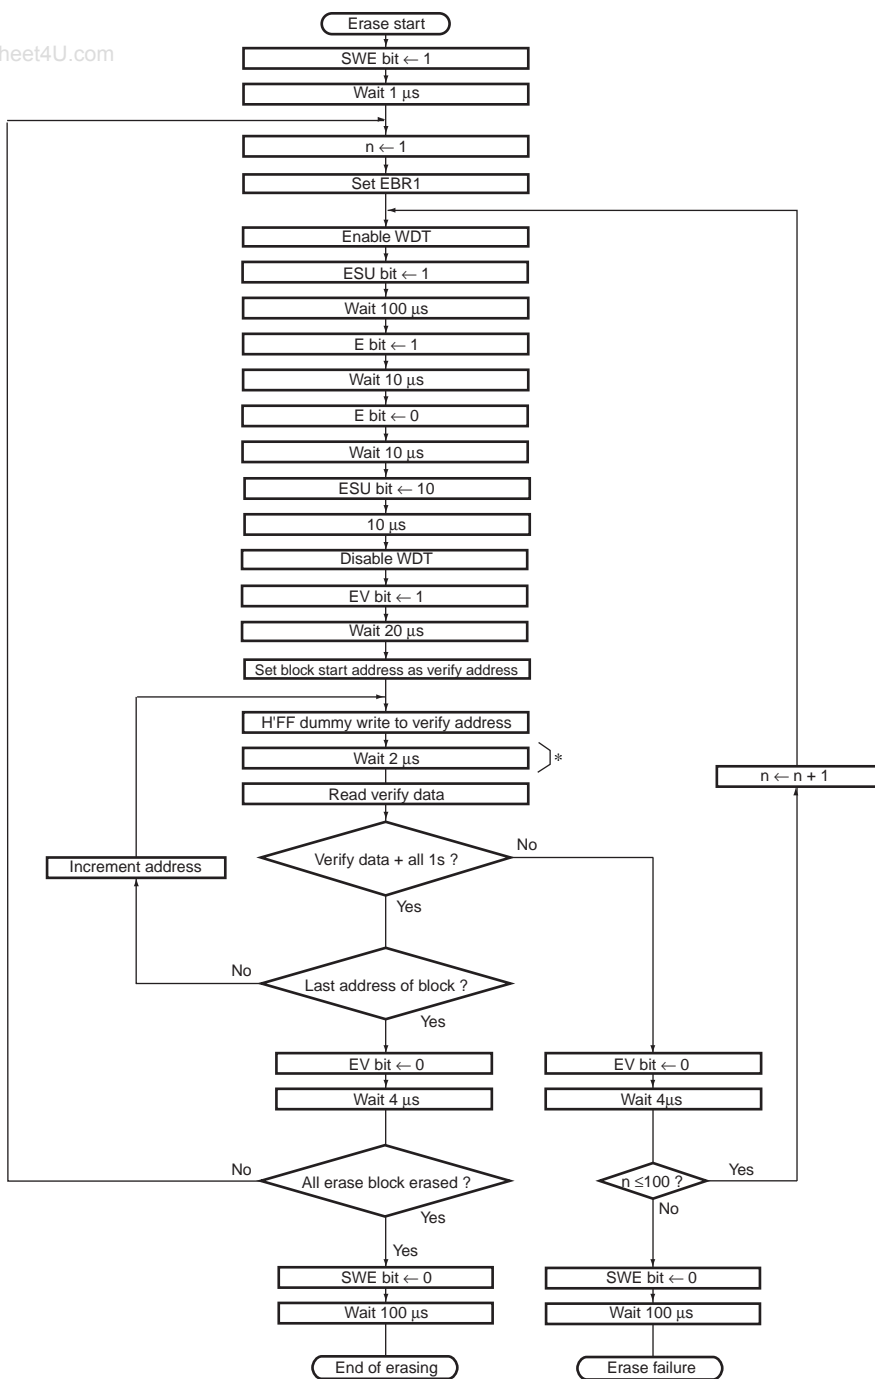 Erase start
heet4U.com
SWE bit ← 1
Wait 1 µs
n ← 1
Set EBR1
Enable WDT
ESU bit ← 1
Wait 100 µs
E bit ← 1
Wait 10 µs
E bit ← 0
Wait 10 µs
ESU bit ← 10
10 µs
Disable WDT
EV bit ← 1
Wait 20 µs
Set block start address as verify address
H'FF dummy write to verify address
Wait 2 µs
*
n ← n + 1
Read verify data
Verify data + all 1s ?
No
Increment address
Yes
No
Last address of block ?
Yes
EV bit ← 0
EV bit ← 0
Wait 4 µs
Wait 4µs
No
All erase block erased ?
n ≤100 ?
Yes
Yes
No
Yes
SWE bit ← 0
SWE bit ← 0
Wait 100 µs
Wait 100 µs
End of erasing
Erase failure